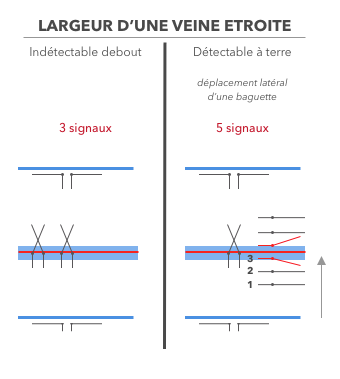 LARGEUR D'UNE VEINE ETROITE
Indétectable debout
Détectable à terre
déplacement latéral
d'une baguette
3 signaux
5 signaux
3
2
1